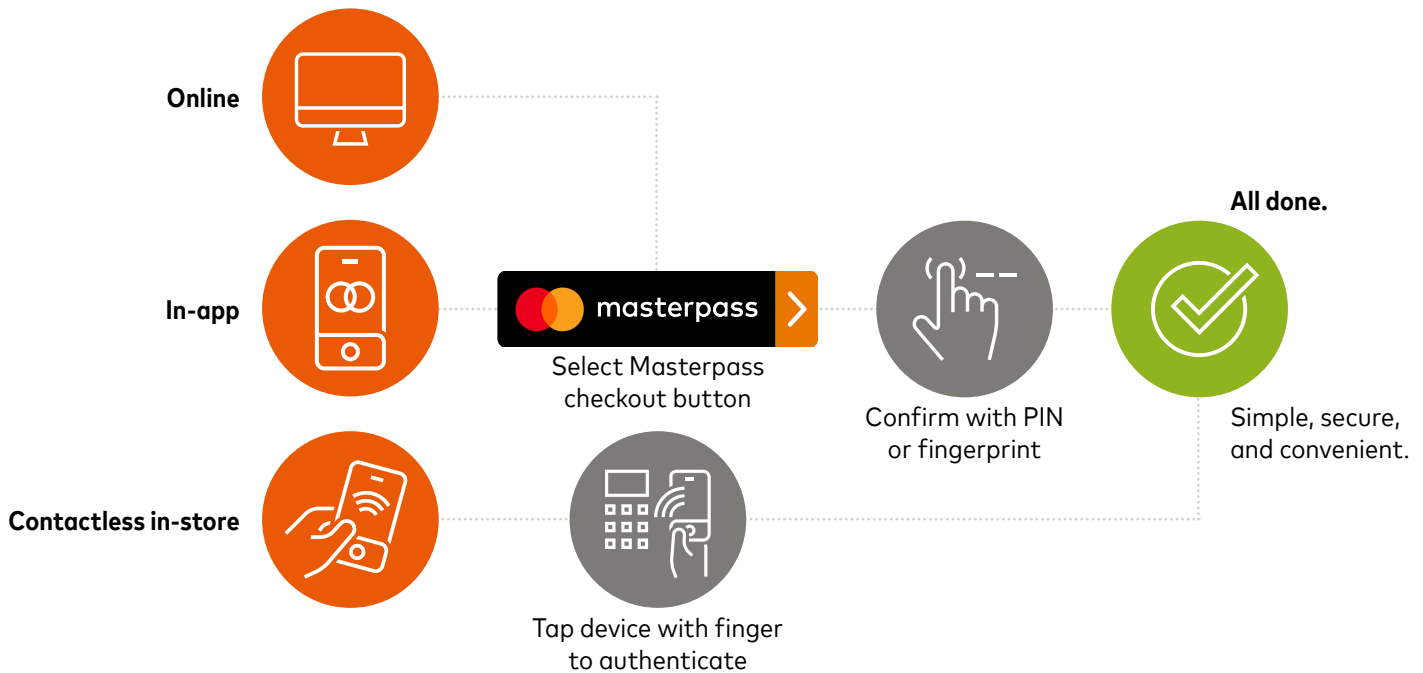 Online
All done.
In-app
masterpass
Select Masterpass
checkout button
Confirm with PIN
or fingerprint
Simple, secure,
and convenient.
Contactless in-store
Tap device with finger
to authenticate